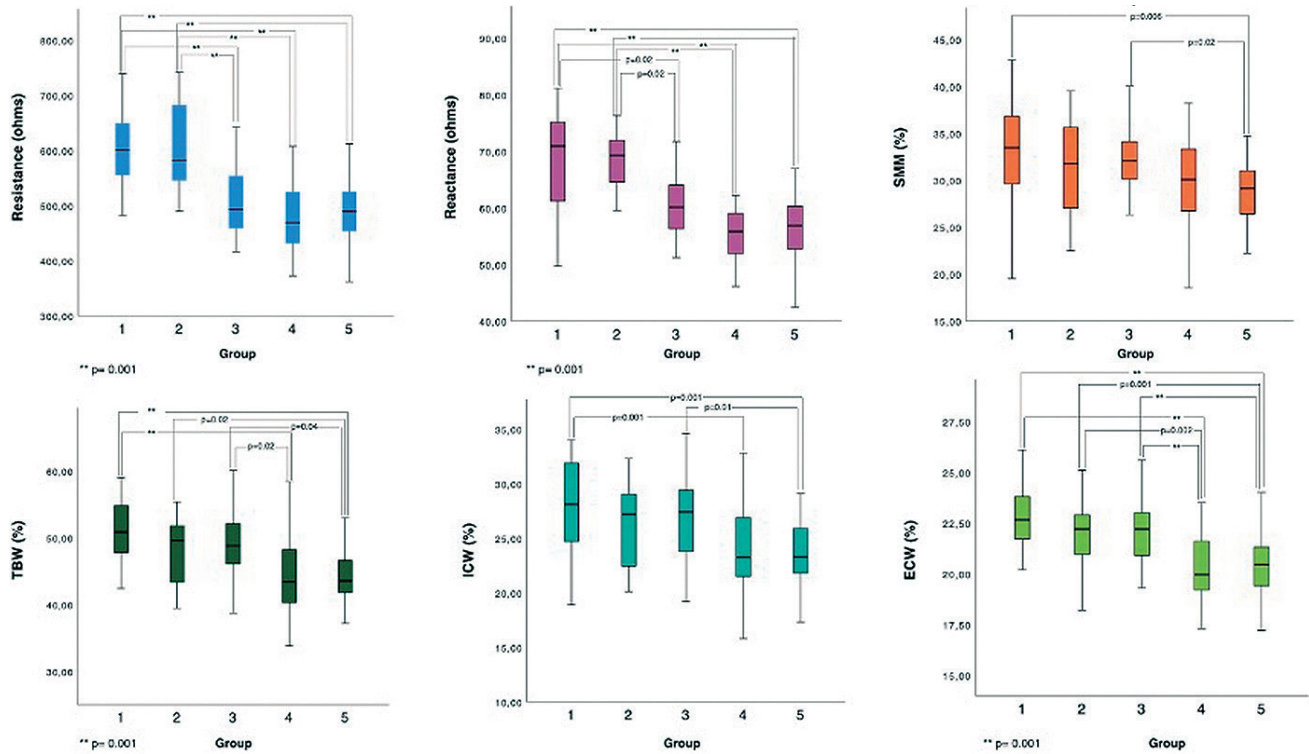 Resistance (ohms)
800,00
700,00
600,00
500,00
400,00
300,00
**
**
**
**
**
**
1 2 3 4 5
Group
** p= 0.001
Reactance (ohms)
90,00
80,00
70,00
60,00
50,00
40,00
**
**
**
**
p=0.02
p=0.02
1 2 3 4 5
Group
** p= 0.001
SMM (%)
45,00
40,00
35,00
30,00
25,00
20,00
15,00
p=0.006
p=0.02
1 2 3 4 5
Group
TBW (%)
60,00
50,00
40,00
30,00
**
p=0.02
p=0.04
**
p=0.02
1 2 3 4 5
Group
** p= 0.001
ICW (%)
35,00
30,00
25,00
20,00
15,00
10,00
p=0.001
p=0.01
p=0.001
1 2 3 4 5
Group
ECW (%)
27,50
25,00
22,50
20,00
17,50
15,00
**
p=0.001
**
**
p=0.002
**
1 2 3 4 5
Group
** p= 0.001